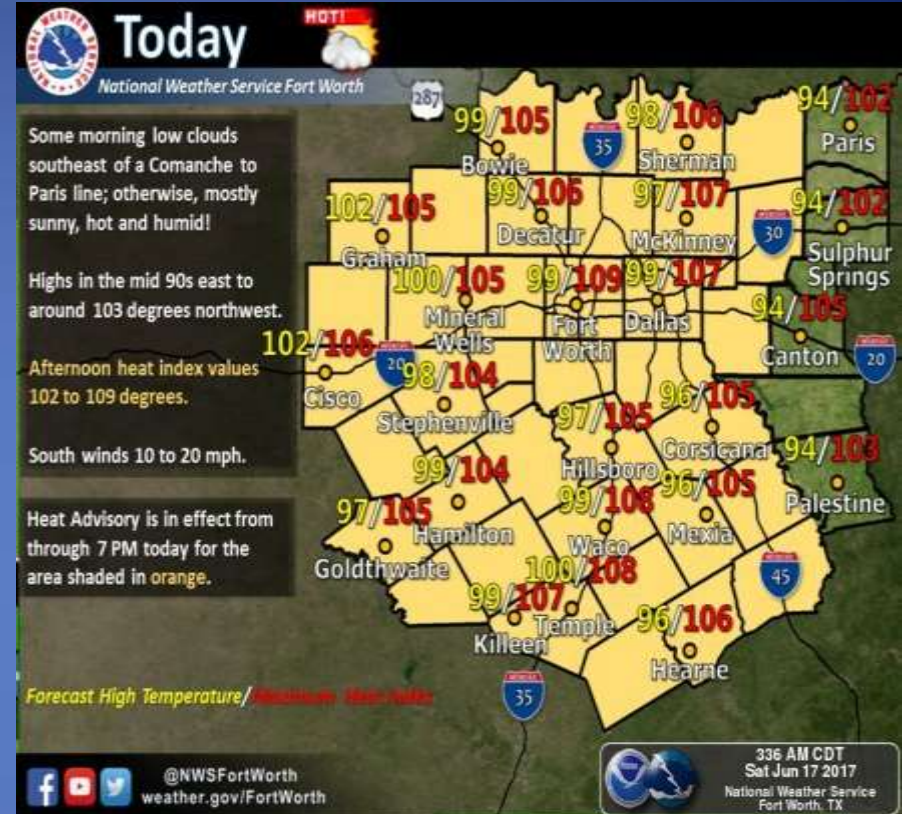 HOT!
Today
NATIONAL WEATHER SERVICE
National Weather Service Fort Worth
Some morning low clouds
southeast of a Comanche to
Paris line; otherwise, mostly
sunny, hot and humid!
Highs in the mid 90s east to
around 103 degrees northwest.
Afternoon heat index values
102 to 109 degrees.
South winds 10 to 20 mph.
Heat Advisory is in effect from
through 7 PM today for the
area shaded in orange.
287
99/105
Bowie
35
98/106
Sherman
94/102
Paris
102/105
Graham
99/106
Decatur
97/107
McKinney
30
94/102
Sulphur
Springs
100/105
Mineral
Wells
99/109
Fort
Worth
99/107
Dallas
94/105
Canton
20
102/106
Cisco
20
98/104
Stephenville
97/105
Hillsboro
96/105
Corsicana
94/103
Palestine
99/104
Hamilton
97/105
Goldthwaite
99/108
Waco
96/105
Mexia
100/108
Temple
99/107
Killeen
96/106
Hearne
45
35
Forecast High Temperature/Maximum Heat Index
@NWSFortWorth
weather.gov/FortWorth
336 AM CDT
Sat Jun 17 2017
National Weather Service
Fort Worth, TX